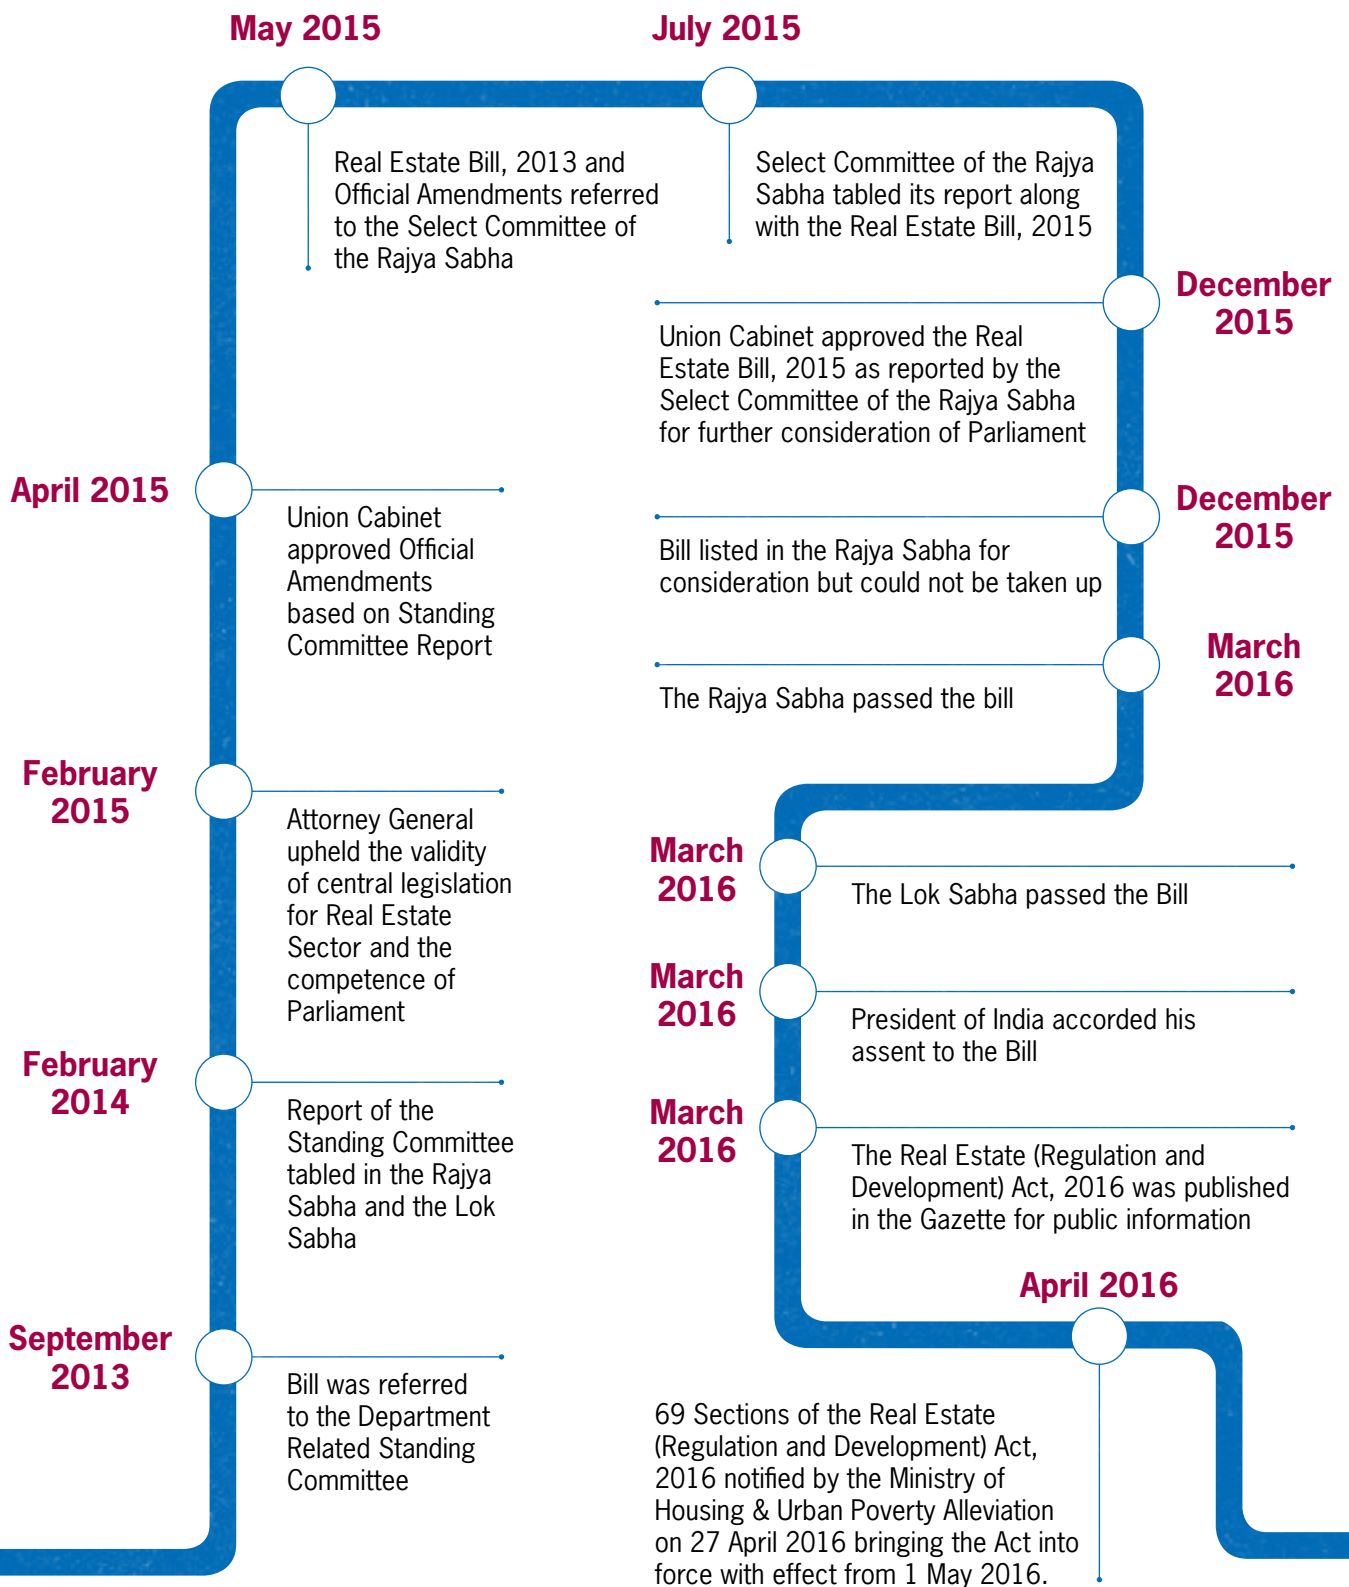 May 2015
Real Estate Bill, 2013 and
Official Amendments referred
to the Select Committee of
the Rajya Sabha
July 2015
Select Committee of the Rajya
Sabha tabled its report along
with the Real Estate Bill, 2015
December
2015
Union Cabinet approved the Real
Estate Bill, 2015 as reported by the
Select Committee of the Rajya Sabha
for further consideration of Parliament
April 2015
Union Cabinet
approved Official
Amendments
based on Standing
Committee Report
December
2015
Bill listed in the Rajya Sabha for
consideration but could not be taken up
March
2016
The Rajya Sabha passed the bill
February
2015
Attorney General
upheld the validity
of central legislation
for Real Estate
Sector and the
competence of
Parliament
March
2016
The Lok Sabha passed the Bill
March
2016
President of India accorded his
assent to the Bill
February
2014
Report of the
Standing Committee
tabled in the Rajya
Sabha and the Lok
Sabha
March
2016
The Real Estate (Regulation and
Development) Act, 2016 was published
in the Gazette for public information
September
2013
Bill was referred
to the Department
Related Standing
Committee
April 2016
69 Sections of the Real Estate
(Regulation and Development) Act,
2016 notified by the Ministry of
Housing & Urban Poverty Alleviation
on 27 April 2016 bringing the Act into
force with effect from 1 May 2016.